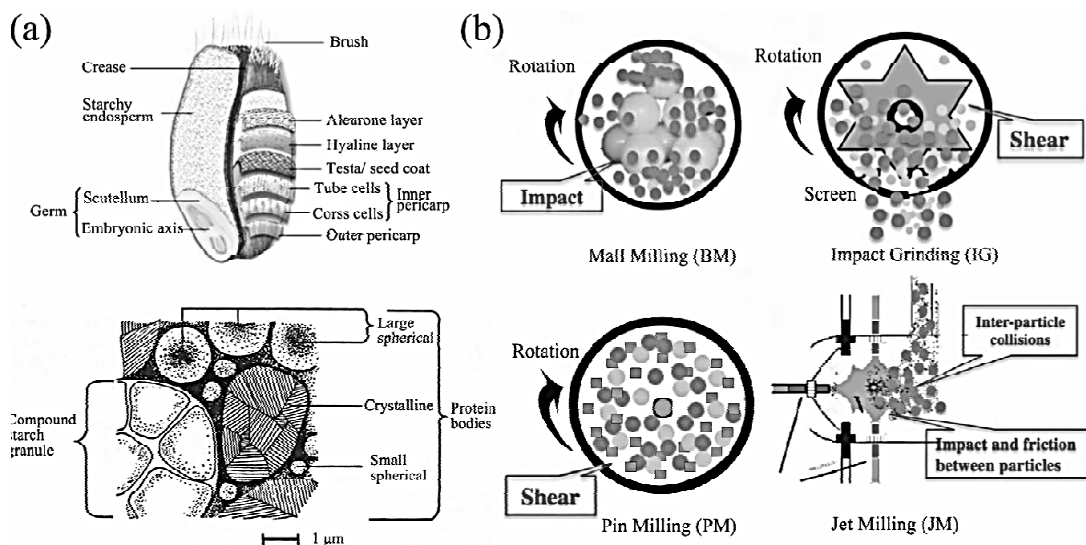 (a)
Brush
Crease
Starchy
endosperm
Alearone layer
Hyaline layer
Testa/ seed coat
Tube cells
Corss cells
Inner
pericarp
Outer pericarp
Germ
Scutellum
Embryonic axis
Large
spherical
Crystalline
Small
spherical
Protein
bodies
Compound
starch
granule
1 μm
(b)
Rotation
Impact
Mall Milling (BM)
Rotation
Shear
Screen
Impact Grinding (IG)
Rotation
Shear
Pin Milling (PM)
Inter-particle
collisions
Impact and friction
between particles
Jet Milling (JM)